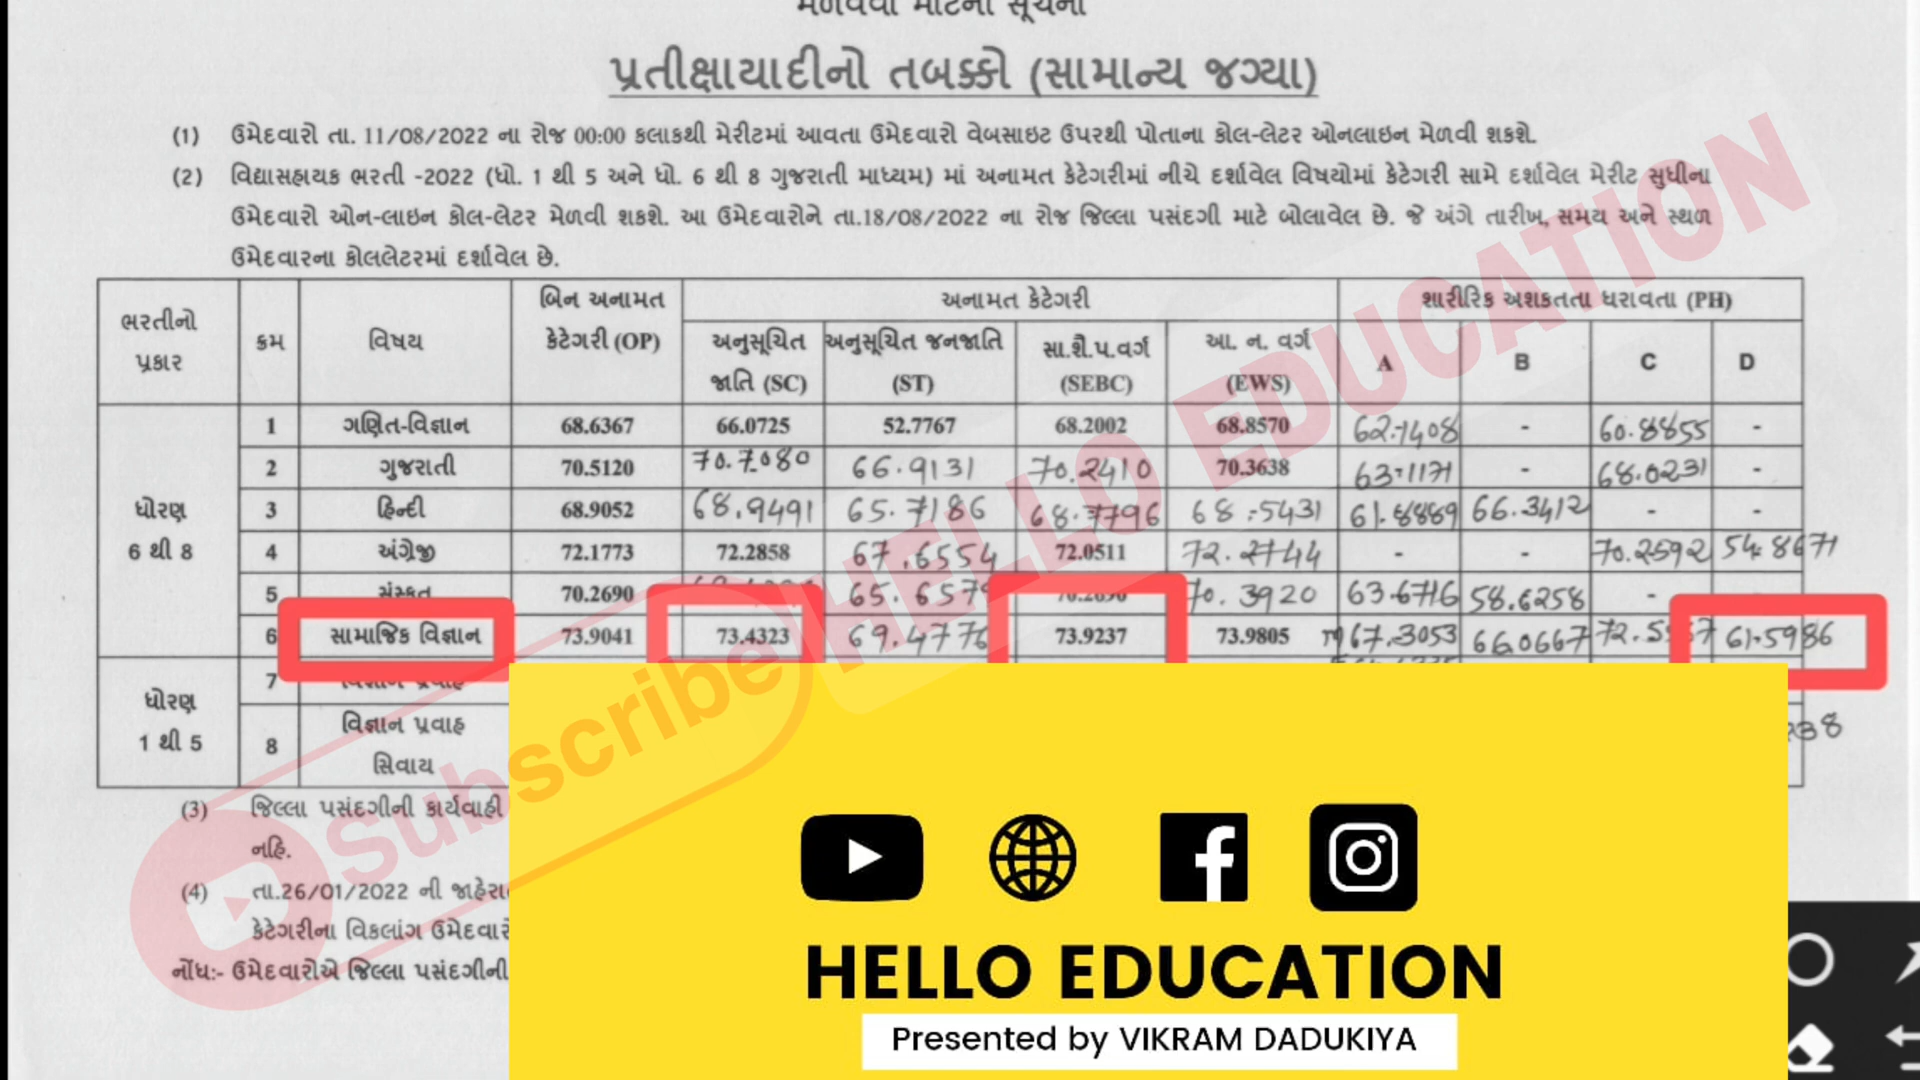 મેળવવા માટેની સૂચના
પ્રતીક્ષાયાદીનો તબક્કો (સામાન્ય જગ્યા)
(1) ઉમેદવારો તા. 11/08/2022 ના રોજ 00:00 કલાકથી મેરીટમાં આવતા ઉમેદવારો વેબસાઇટ ઉપરથી પોતાના કોલ-લેટર ઓનલાઇન મેળવી શકશે.
(2) વિદ્યાસહાયક ભરતી -2022 (ધો. 1 થી 5 અને ધો. 6 થી 8 ગુજરાતી માધ્યમ) માં અનામત કેટેગરીમાં નીચે દર્શાવેલ વિષયોમાં કેટેગરી સામે દર્શાવેલ મેરીટ સુધીના
ઉમેદવારો ઓન-લાઇન કોલ-લેટર મેળવી શકશે. આ ઉમેદવારોને તા.18/08/2022 ના રોજ જિલ્લા પસંદગી માટે બોલાવેલ છે. જે અંગે તારીખ, સમય અને સ્થળ
ઉમેદવારના કોલલેટરમાં દર્શાવેલ છે.
ભરતીનો પ્રકાર ક્રમ વિષય બિન અનામત કેટેગરી (OP) અનામત કેટેગરી શારીરિક અશકતતા ધરાવતા (PH)
અનુસૂચિત જાતિ (SC) અનુસૂચિત જનજાતિ (ST) સા.શૈ.પ.વર્ગ (SEBC) આ. ન. વર્ગ (EWS) A B C D
ધોરણ 6 થી 8
1 ગણિત-વિજ્ઞાન 68.6367 66.0725 52.7767 68.2002 68.8570 62.1408 - 60.8855 -
2 ગુજરાતી 70.5120 70.7080 66.9131 70.2410 70.3638 63.1171 - 68.0231 -
3 હિન્દી 68.9052 68.9491 65.7186 68.7796 68.5431 61.8889 66.3412 - -
4 અંગ્રેજી 72.1773 72.2858 67.6554 72.0511 72.2744 - - 70.2592 54.8671
5 સંસ્કૃત 70.2690 65.6579 70.2690 70.3920 63.6716 58.6258 -
6 સામાજિક વિજ્ઞાન 73.9041 73.4323 69.4776 73.9237 73.9805 67.3053 66.0667 61.5986
ધોરણ 1 થી 5
7 વિજ્ઞાન પ્રવાહ
8 વિજ્ઞાન પ્રવાહ સિવાય
(3) જિલ્લા પસંદગીની કાર્યવાહી
નહિ.
(4) તા.26/01/2022 ની
કેટેગરીના વિકલાંગ
નોંધ:- ઉમેદવારોએ જિલ્લા પસંદગીની
HELLO EDUCATION
Subscribe
HELLO EDUCATION
Presented by VIKRAM DADUKIYA